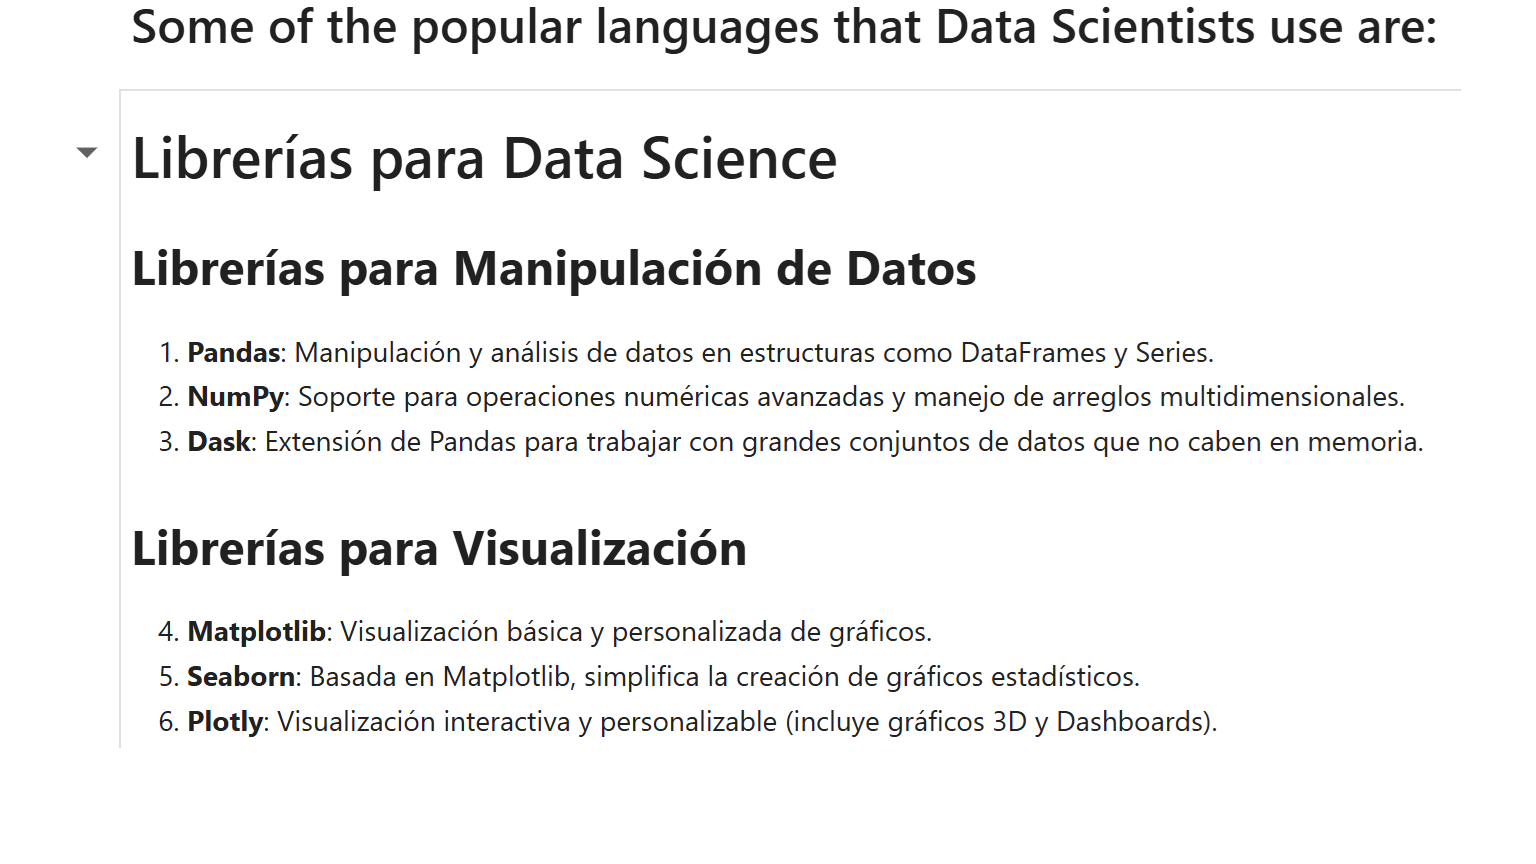 Some of the popular languages that Data Scientists use are:
Librerías para Data Science
Librerías para Manipulación de Datos
1. Pandas: Manipulación y análisis de datos en estructuras como DataFrames y Series.
2. NumPy: Soporte para operaciones numéricas avanzadas y manejo de arreglos multidimensionales.
3. Dask: Extensión de Pandas para trabajar con grandes conjuntos de datos que no caben en memoria.
Librerías para Visualización
4. Matplotlib: Visualización básica y personalizada de gráficos.
5. Seaborn: Basada en Matplotlib, simplifica la creación de gráficos estadísticos.
6. Plotly: Visualización interactiva y personalizable (incluye gráficos 3D y Dashboards).